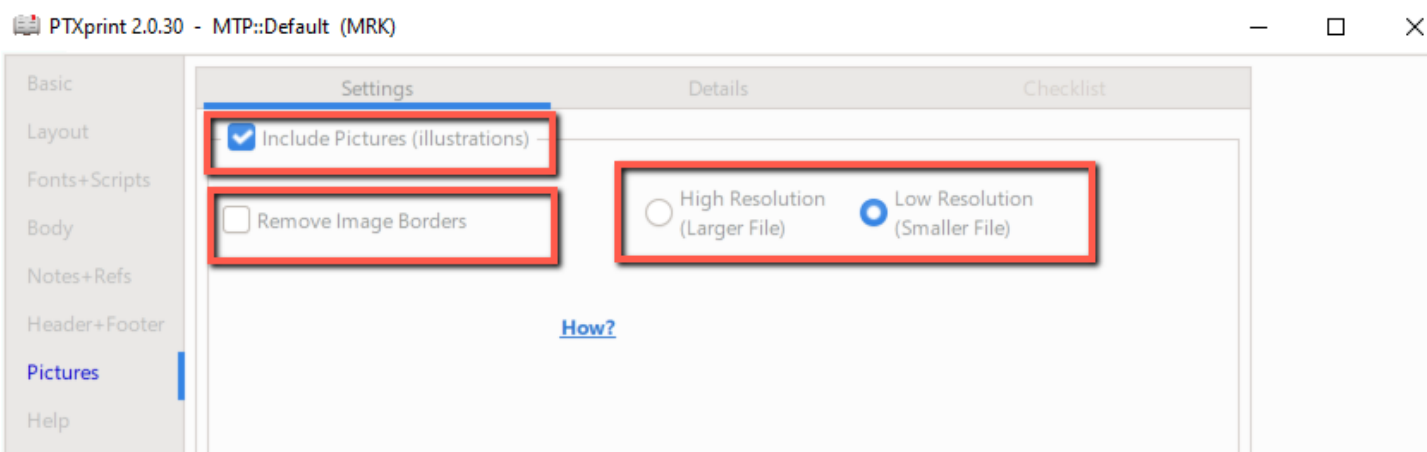 PTXprint 2.0.30 - MTP::Default (MRK)
Basic
Layout
Fonts+Scripts
Body
Notes+Refs
Header+Footer
Pictures
Help
Settings Details Checklist
Include Pictures (illustrations)
Remove Image Borders
High Resolution
(Larger File)
Low Resolution
(Smaller File)
How?